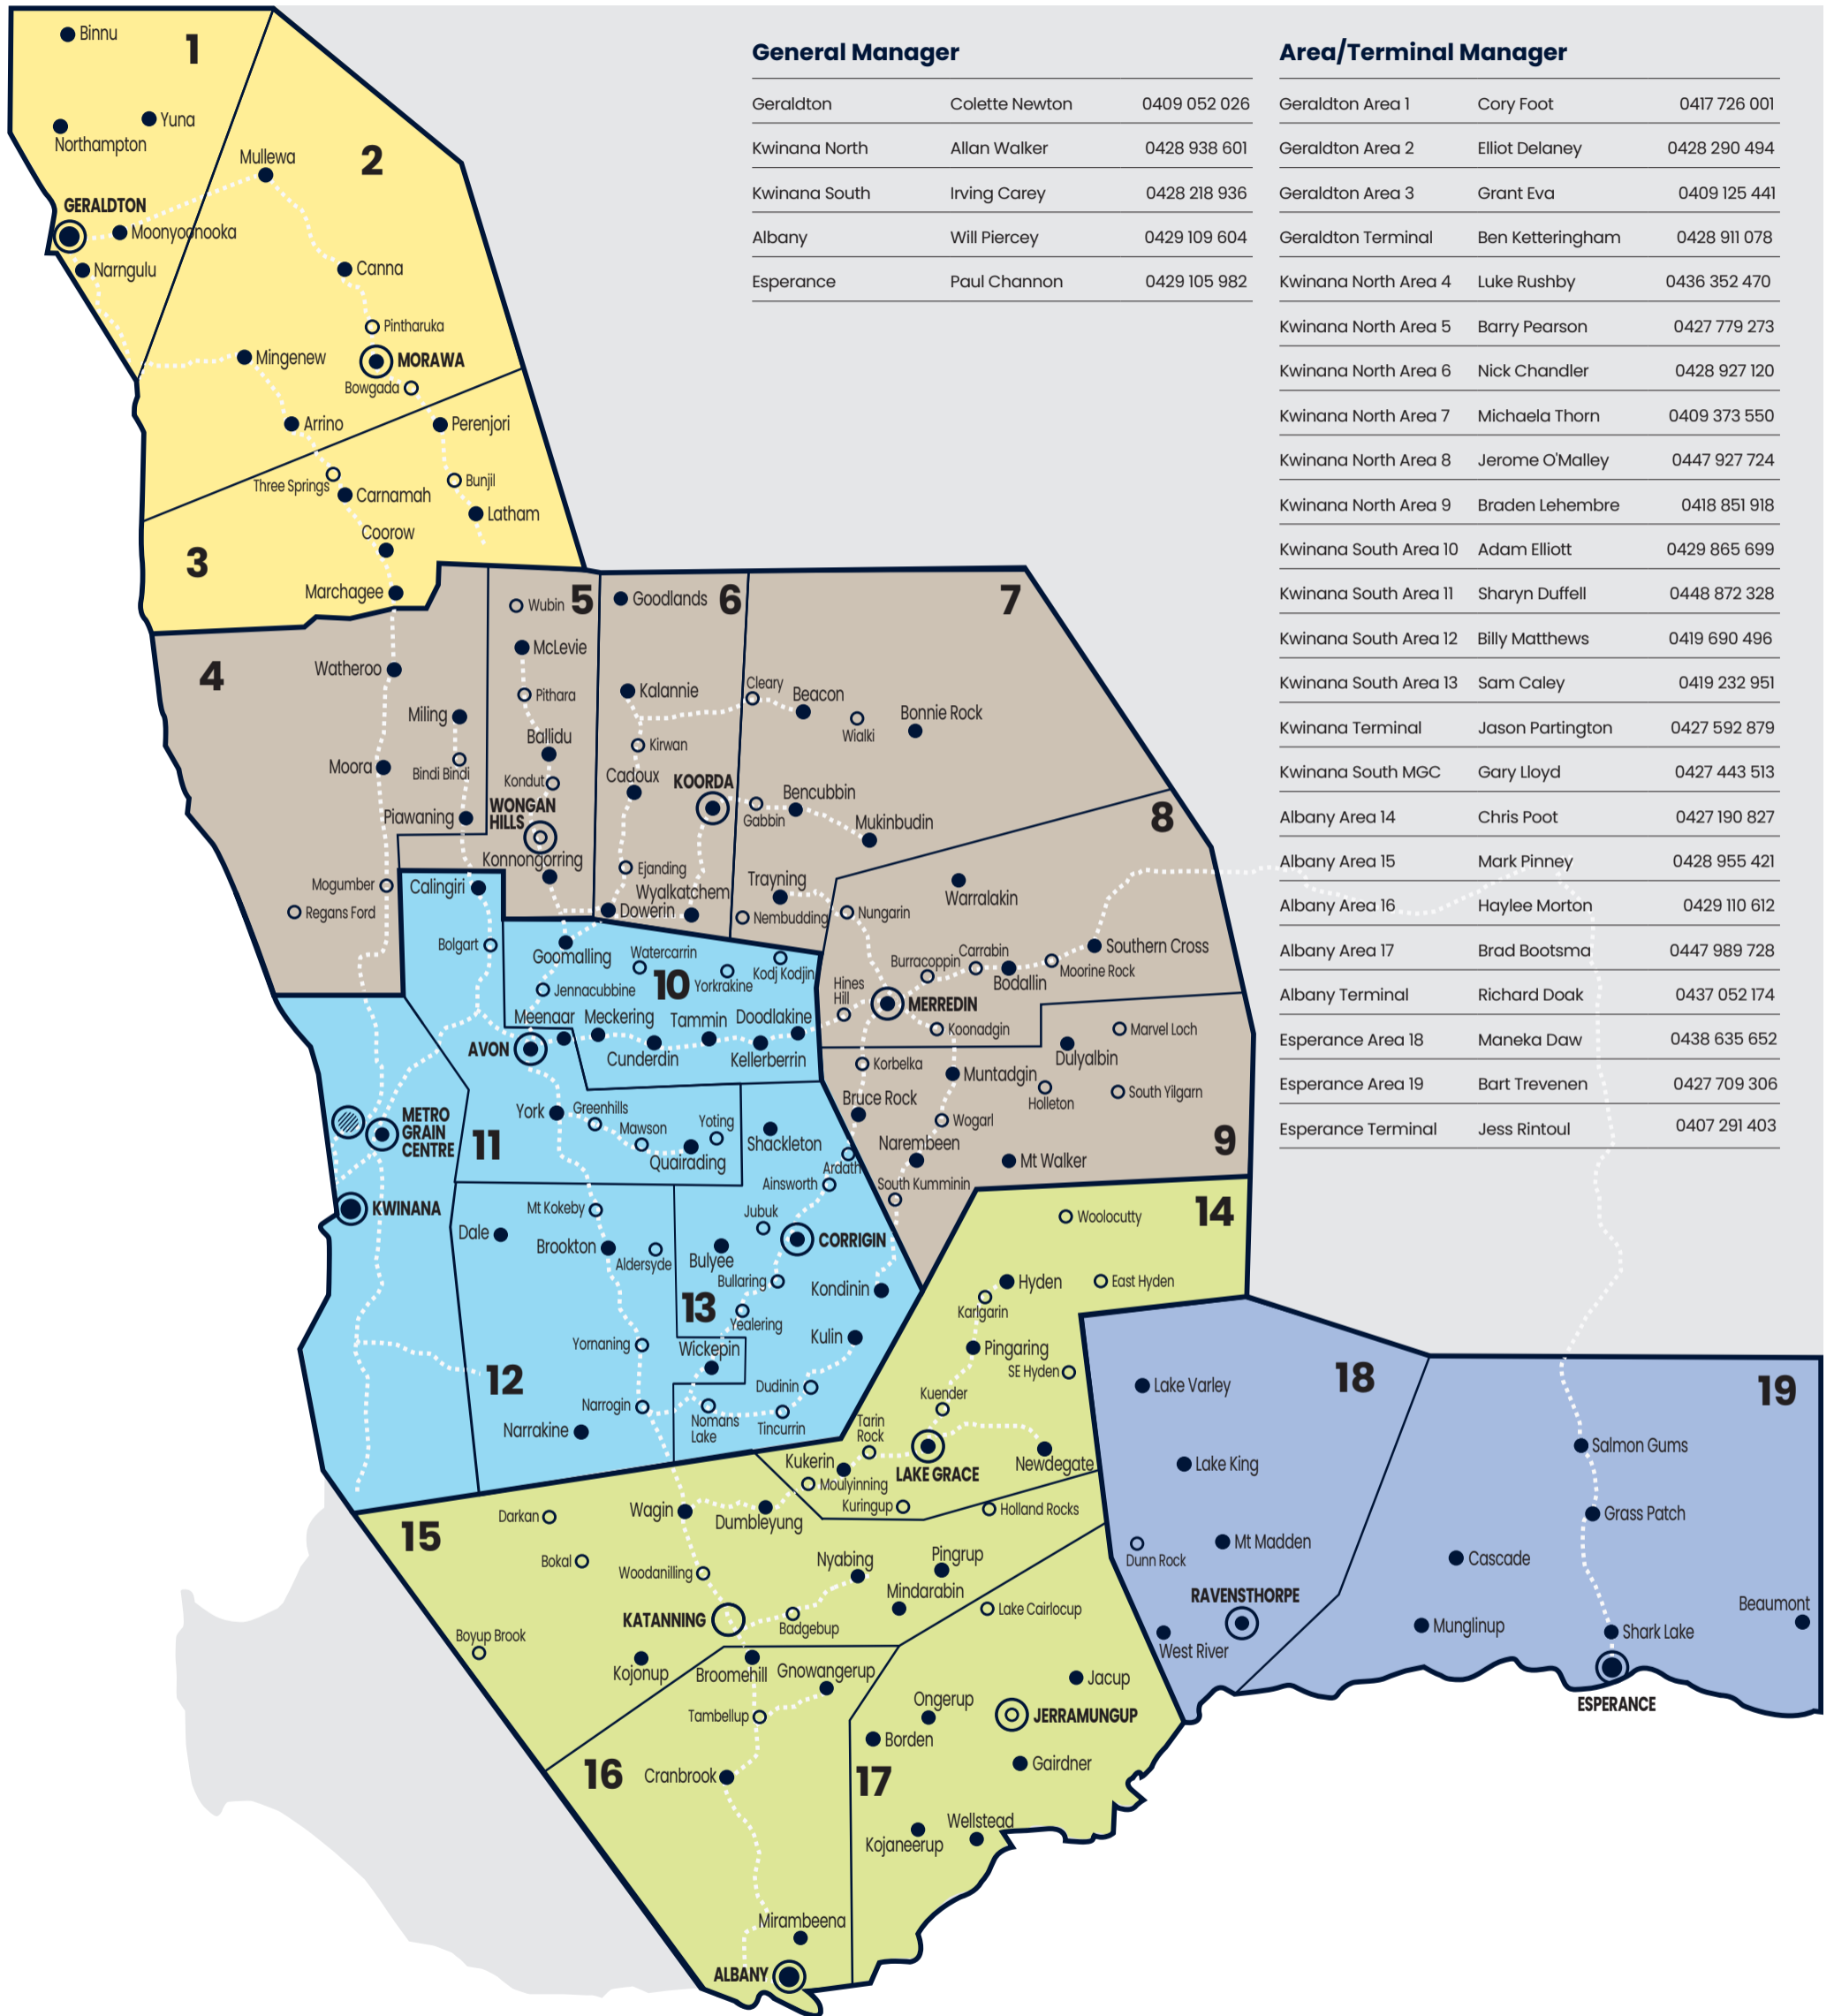 General Manager
Geraldton Colette Newton 0409 052 026
Kwinana North Allan Walker 0428 938 601
Kwinana South Irving Carey 0428 218 936
Albany Will Piercey 0429 109 604
Esperance Paul Channon 0429 105 982
Area/Terminal Manager
Geraldton Area 1 Cory Foot 0417 726 001
Geraldton Area 2 Elliot Delaney 0428 290 494
Geraldton Area 3 Grant Eva 0409 125 441
Geraldton Terminal Ben Ketteringham 0428 911 078
Kwinana North Area 4 Luke Rushby 0436 352 470
Kwinana North Area 5 Barry Pearson 0427 779 273
Kwinana North Area 6 Nick Chandler 0428 927 120
Kwinana North Area 7 Michaela Thorn 0409 373 550
Kwinana North Area 8 Jerome O'Malley 0447 927 724
Kwinana North Area 9 Braden Lehembre 0418 851 918
Kwinana South Area 10 Adam Elliott 0429 865 699
Kwinana South Area 11 Sharyn Duffell 0448 872 328
Kwinana South Area 12 Billy Matthews 0419 690 496
Kwinana South Area 13 Sam Caley 0419 232 951
Kwinana Terminal Jason Partington 0427 592 879
Kwinana South MGC Gary Lloyd 0427 443 513
Albany Area 14 Chris Poot 0427 190 827
Albany Area 15 Mark Pinney 0428 955 421
Albany Area 16 Haylee Morton 0429 110 612
Albany Area 17 Brad Bootsma 0447 989 728
Albany Terminal Richard Doak 0437 052 174
Esperance Area 18 Maneka Daw 0438 635 652
Esperance Area 19 Bart Trevenen 0427 709 306
Esperance Terminal Jess Rintoul 0407 291 403
Binnu
1
Yuna
Northampton
GERALDTON
Moonyoonooka
Narngulu
2
Mullewa
Canna
Pintharuka
MORAWA
Mingenew
Bowgada
Arrino
Perenjori
Three Springs
Bunjil
Carnamah
Latham
Coorow
3
Marchagee
4
Watheroo
Miling
Moora
Bindi Bindi
Piawaning
Mogumber
Regans Ford
5
Wubin
McLevie
Pithara
Ballidu
Kondut
WONGAN
HILLS
Konnongorring
6
Goodlands
Kalannie
Kirwan
Cadoux
KOORDA
Ejanding
Wyalkatchem
Dowerin
7
Cleary
Beacon
Wialki
Bonnie Rock
Gabbin
Bencubbin
Mukinbudin
Trayning
Nembudding
8
Warralakin
Nungarin
Southern Cross
Carrabin
Burracoppin
Moorine Rock
Bodallin
Hines
Hill
MERREDIN
Koonadgin
Marvel Loch
Dulyalbin
Korbelka
Muntadgin
Holleton
South Yilgarn
Bruce Rock
Wogarl
Narembeen
9
Mt Walker
South Kumminin
Calingiri
Bolgart
Goomalling
Watercarrin
10
Yorkrakine
Kodj Kodjin
Jennacubbine
Meenaar
Meckering
Tammin
Doodlakine
AVON
Cunderdin
Kellerberrin
METRO
GRAIN
CENTRE
KWINANA
11
York
Greenhills
Mawson
Yoting
Quairading
Shackleton
Ardath
Ainsworth
Mt Kokeby
Dale
Brookton
Aldersyde
Jubuk
CORRIGIN
Bulyee
Bullaring
Kondinin
13
Yealering
Kulin
Yornaning
Wickepin
12
Dudinin
Narrogin
Nomans
Lake
Tincurrin
Narrakine
14
Woolocutty
Hyden
East Hyden
Karlgarin
Pingaring
SE Hyden
Kuender
Tarin
Rock
LAKE GRACE
Newdegate
Kukerin
Moulyinning
Kuringup
Holland Rocks
15
Darkan
Wagin
Dumbleyung
Bokal
Woodanilling
Nyabing
Pingrup
Mindarabin
KATANNING
Badgebup
Lake Cairlocup
Boyup Brook
Kojonup
Broomehill
Gnowangerup
Tambellup
16
Cranbrook
Mirambeena
ALBANY
17
Jacup
Ongerup
JERRAMUNGUP
Borden
Gairdner
Wellstead
Kojaneerup
18
Lake Varley
Lake King
Dunn Rock
Mt Madden
RAVENSTHORPE
West River
19
Salmon Gums
Grass Patch
Cascade
Beaumont
Munglinup
Shark Lake
ESPERANCE